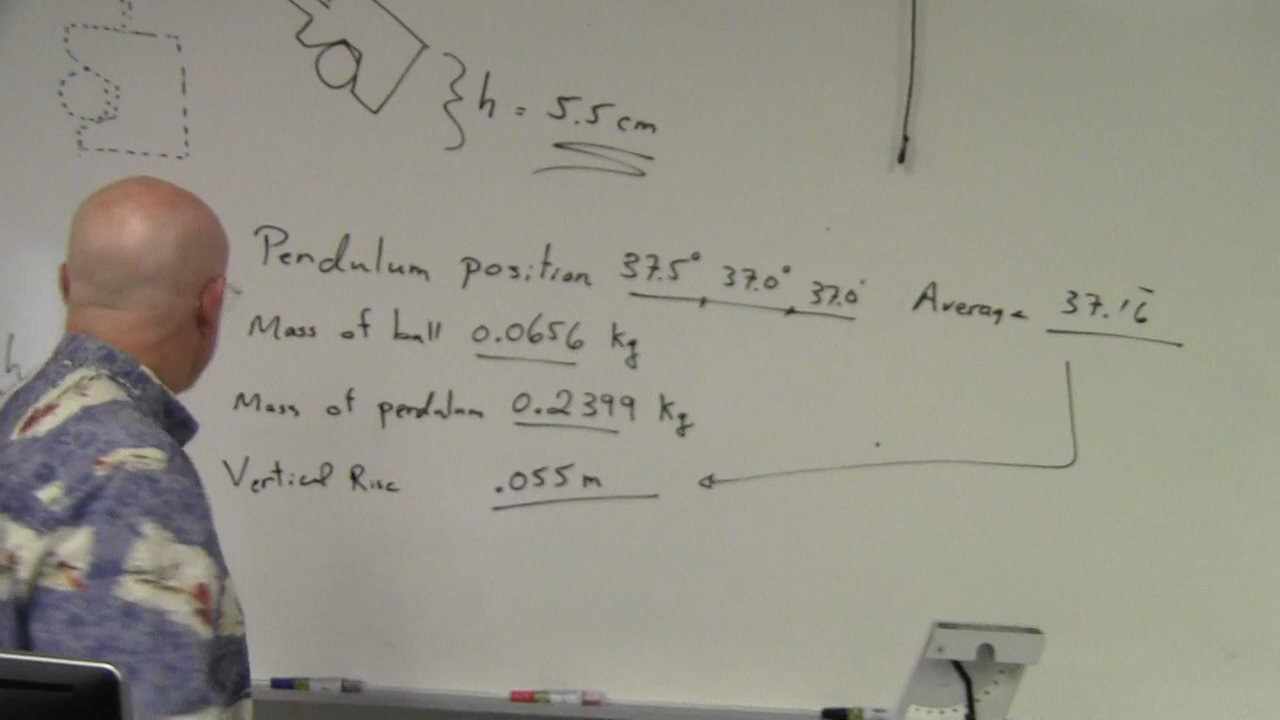 h = 5.5 cm
Pendulum position 37.5° 37.0° 37.0° Average 37.16̅
Mass of ball 0.0656 kg
Mass of pendulum 0.2399 kg
Vertical Rise .055 m
h